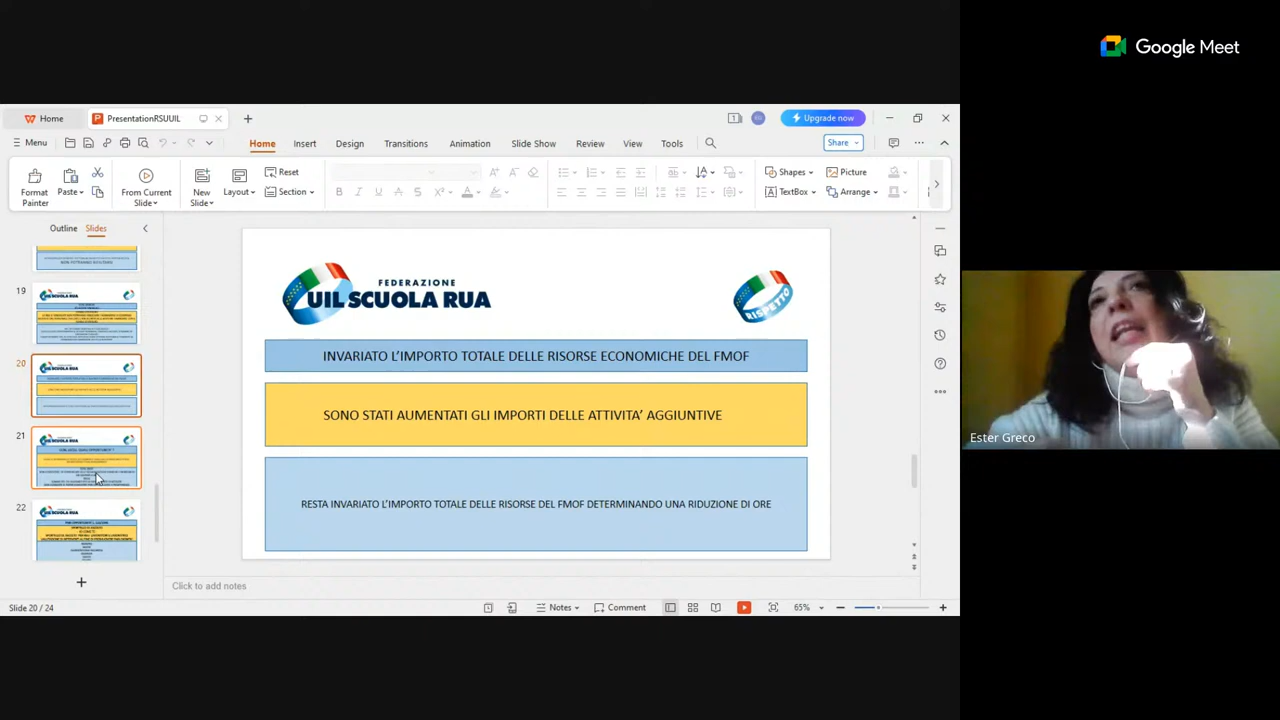 Google Meet
Home
PresentationRSUUIL
Upgrade now
Menu
Home
Insert
Design
Transitions
Animation
Slide Show
Review
View
Tools
Share
Format Painter
Paste
From Current Slide
New Slide
Layout
Reset
Section
Shapes
Picture
TextBox
Arrange
Outline
Slides
19
20
21
22
FEDERAZIONE
UIL SCUOLA RUA
RISPETTO
INVARIATO L'IMPORTO TOTALE DELLE RISORSE ECONOMICHE DEL FMOF
SONO STATI AUMENTATI GLI IMPORTI DELLE ATTIVITA' AGGIUNTIVE
RESTA INVARIATO L'IMPORTO TOTALE DELLE RISORSE DEL FMOF DETERMINANDO UNA RIDUZIONE DI ORE
Click to add notes
Slide 20 / 24
Notes
Comment
65%
Ester Greco